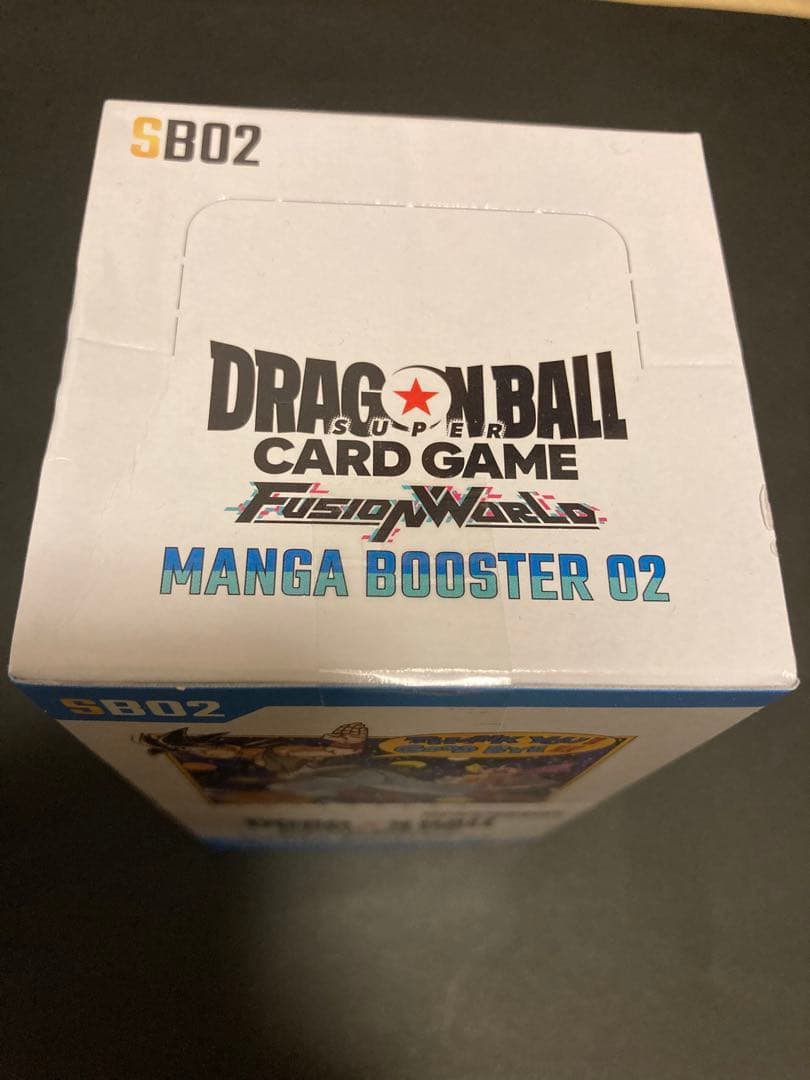 SB02
DRAGON BALL
SUPER
CARD GAME
FUSION WORLD
MANGA BOOSTER 02
SB02